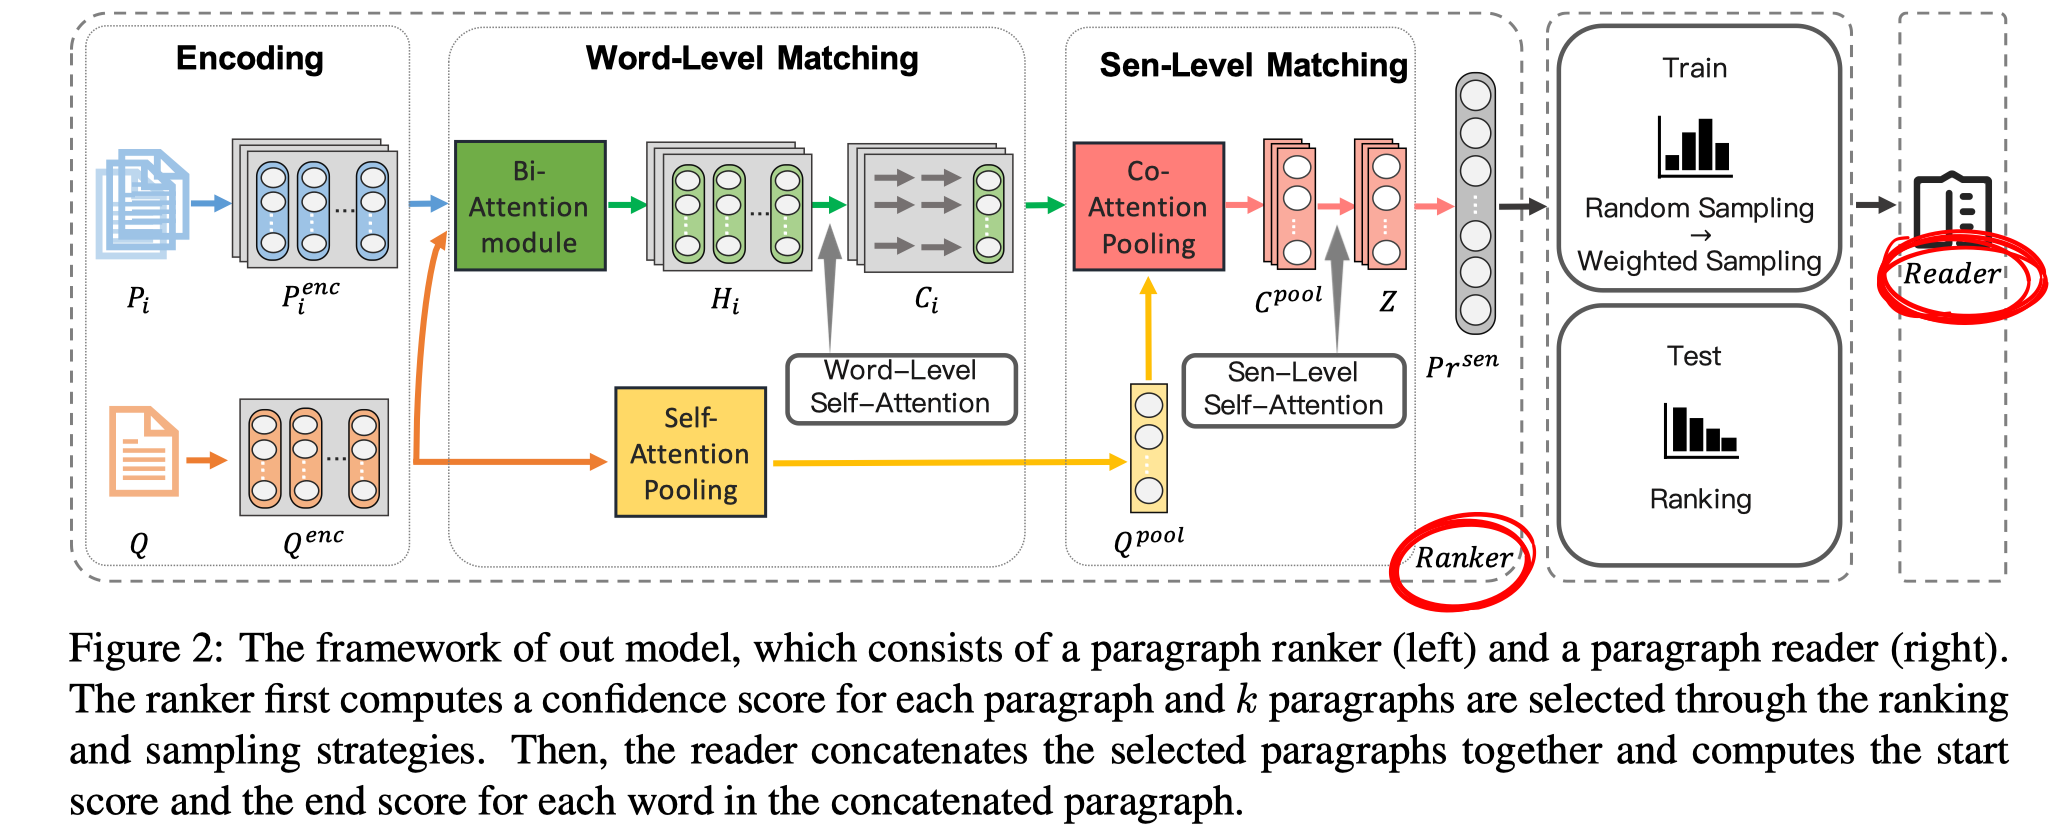 Encoding
Word-Level Matching
Sen-Level Matching
Train
Random Sampling
→
Weighted Sampling
Bi-
Attention
module
Co-
Attention
Pooling
P_i
P_i^{enc}
H_i
C_i
C^{pool}
Z
Pr^{sen}
Reader
Word-Level
Self-Attention
Sen-Level
Self-Attention
Self-
Attention
Pooling
Test
Ranking
Q
Q^{enc}
Q^{pool}
Ranker
Figure 2: The framework of out model, which consists of a paragraph ranker (left) and a paragraph reader (right).
The ranker first computes a confidence score for each paragraph and k paragraphs are selected through the ranking
and sampling strategies. Then, the reader concatenates the selected paragraphs together and computes the start
score and the end score for each word in the concatenated paragraph.